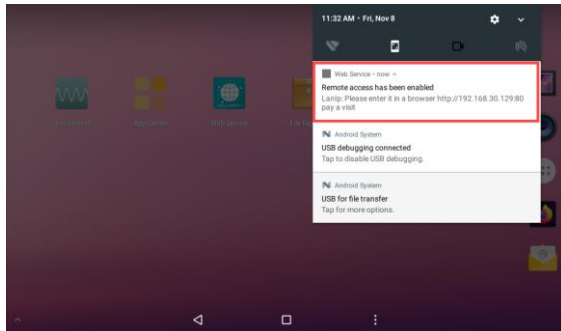 11:32 AM • Fri, Nov 8
Web Service • now
Remote access has been enabled
LanIp: Please enter it in a browser http://192.168.30.129:80
pay a visit
Android System
USB debugging connected
Tap to disable USB debugging.
Android System
USB for file transfer
Tap for more options.
App Center
Web Service